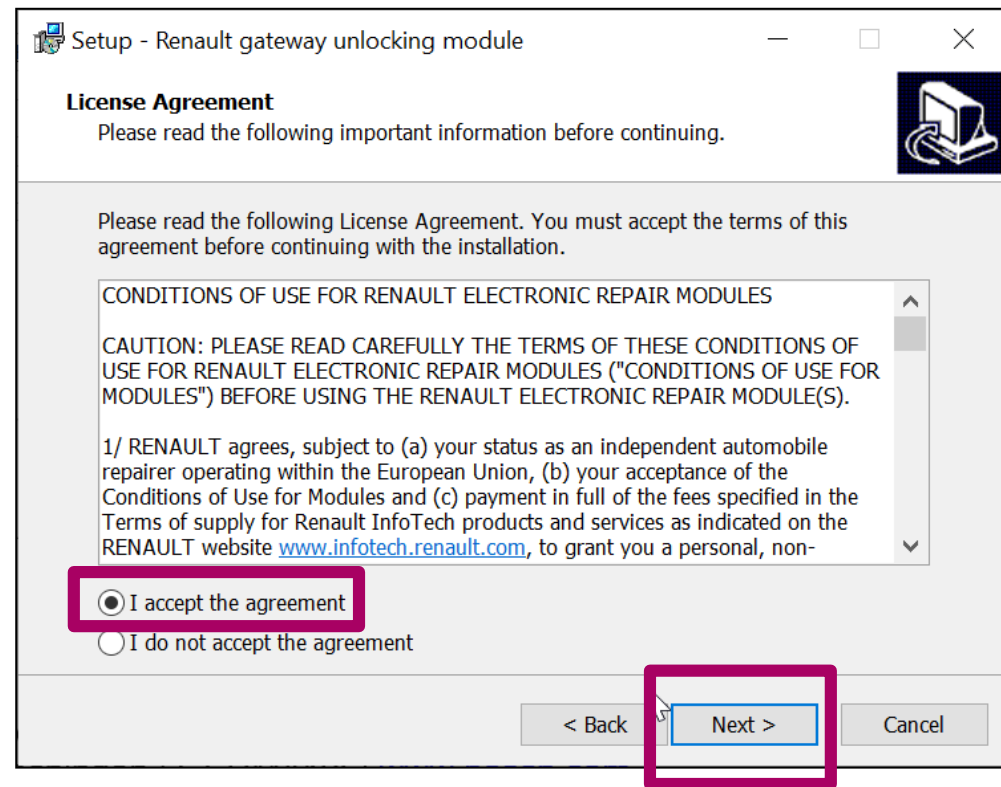 Setup - Renault gateway unlocking module
License Agreement
Please read the following important information before continuing.
Please read the following License Agreement. You must accept the terms of this
agreement before continuing with the installation.
CONDITIONS OF USE FOR RENAULT ELECTRONIC REPAIR MODULES
CAUTION: PLEASE READ CAREFULLY THE TERMS OF THESE CONDITIONS OF
USE FOR RENAULT ELECTRONIC REPAIR MODULES ("CONDITIONS OF USE FOR
MODULES") BEFORE USING THE RENAULT ELECTRONIC REPAIR MODULE(S).
1/ RENAULT agrees, subject to (a) your status as an independent automobile
repairer operating within the European Union, (b) your acceptance of the
Conditions of Use for Modules and (c) payment in full of the fees specified in the
Terms of supply for Renault InfoTech products and services as indicated on the
RENAULT website www.infotech.renault.com, to grant you a personal, non-
I accept the agreement
I do not accept the agreement
< Back
Next >
Cancel